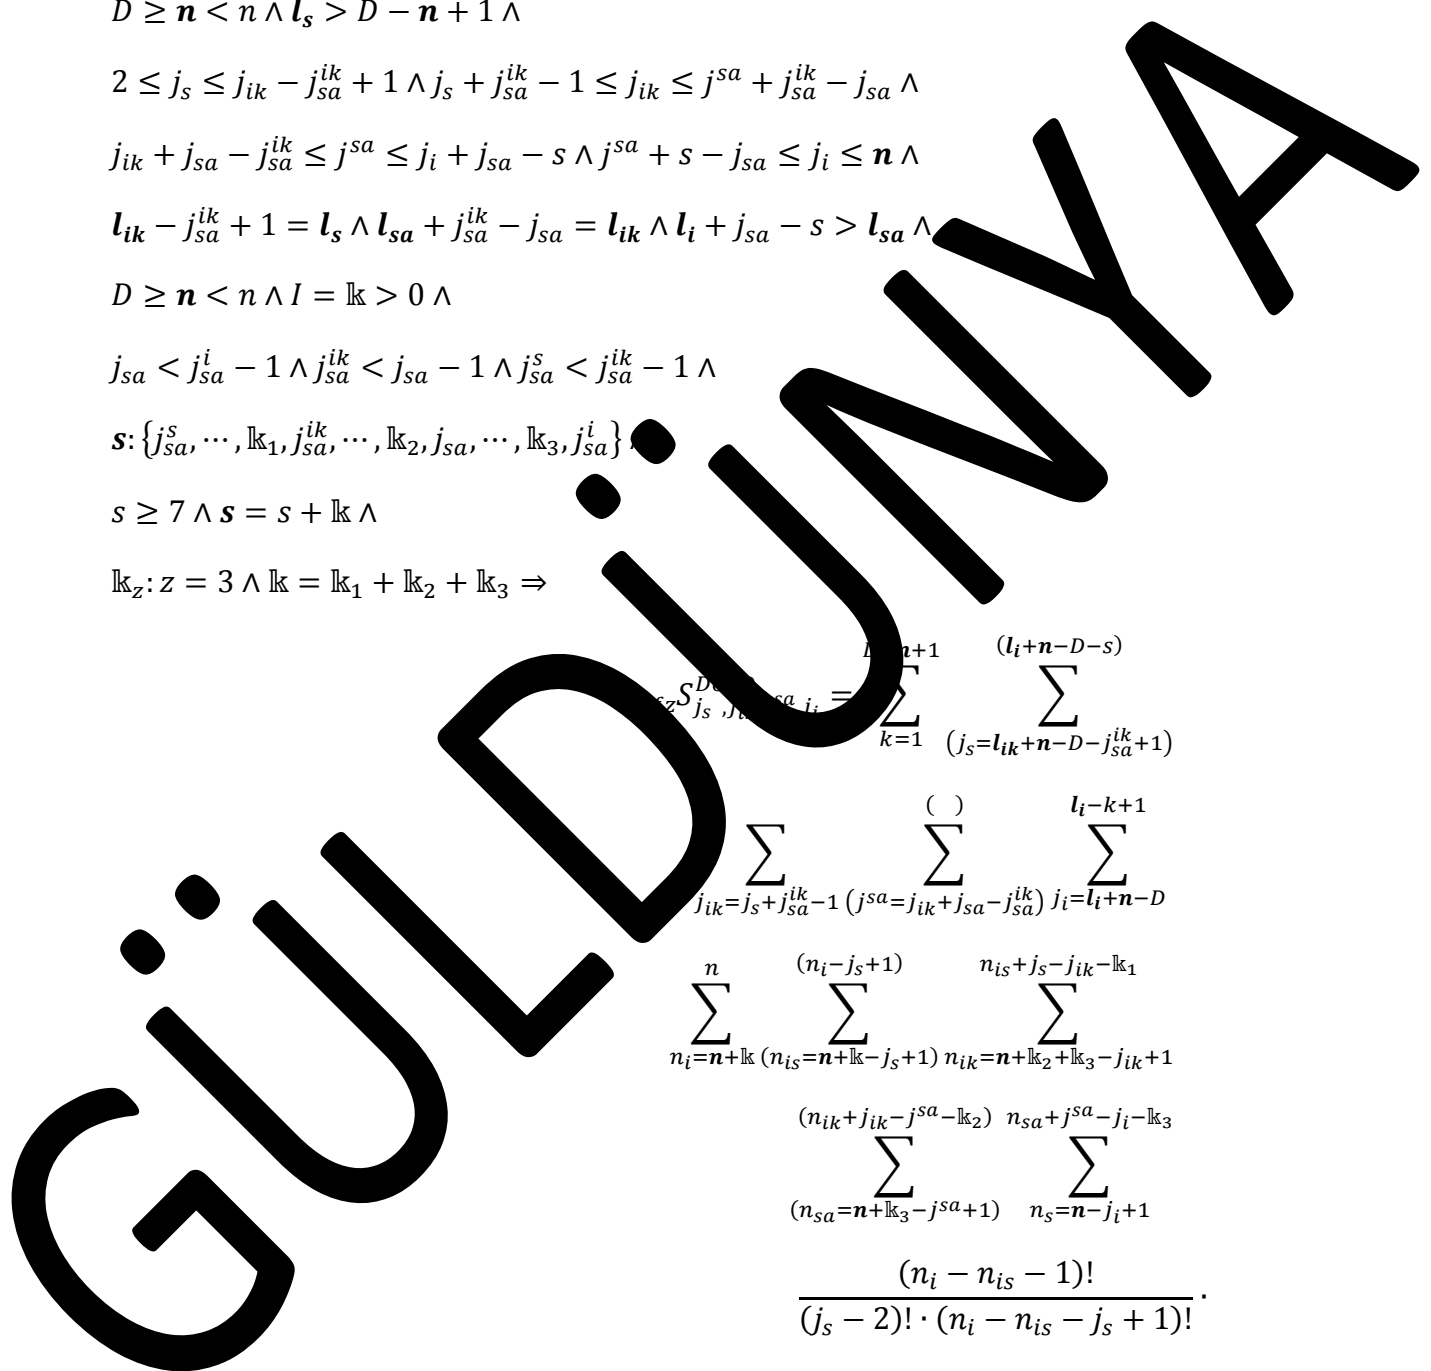 D ≥ n < n ∧ l_s > D − n + 1 ∧
2 ≤ j_s ≤ j_{ik} − j_{sa}^{ik} + 1 ∧ j_s + j_{sa}^{ik} − 1 ≤ j_{ik} ≤ j^{sa} + j_{sa}^{ik} − j_{sa} ∧
j_{ik} + j_{sa} − j_{sa}^{ik} ≤ j^{sa} ≤ j_i + j_{sa} − s ∧ j^{sa} + s − j_{sa} ≤ j_i ≤ n ∧
l_{ik} − j_{sa}^{ik} + 1 = l_s ∧ l_{sa} + j_{sa}^{ik} − j_{sa} = l_{ik} ∧ l_i + j_{sa} − s > l_{sa} ∧
D ≥ n < n ∧ I = 𝕜 > 0 ∧
j_{sa} < j_{sa}^i − 1 ∧ j_{sa}^{ik} < j_{sa} − 1 ∧ j_{sa}^s < j_{sa}^{ik} − 1 ∧
s: {j_{sa}^s, ⋯, 𝕜_1, j_{sa}^{ik}, ⋯, 𝕜_2, j_{sa}, ⋯, 𝕜_3, j_{sa}^i}
s ≥ 7 ∧ s = s + 𝕜 ∧
𝕜_z: z = 3 ∧ 𝕜 = 𝕜_1 + 𝕜_2 + 𝕜_3 ⇒
= ∑_{k=1} ∑_{(j_s=l_{ik}+n−D−j_{sa}^{ik}+1)}^{(l_i+n−D−s)}
∑_{j_{ik}=j_s+j_{sa}^{ik}−1} ∑_{(j^{sa}=j_{ik}+j_{sa}−j_{sa}^{ik})}^{( )} ∑_{j_i=l_i+n−D}^{l_i−k+1}
∑_{n_i=n+𝕜}^{n} ∑_{(n_{is}=n+𝕜−j_s+1)}^{(n_i−j_s+1)} ∑_{n_{ik}=n+𝕜_2+𝕜_3−j_{ik}+1}^{n_{is}+j_s−j_{ik}−𝕜_1}
∑_{(n_{sa}=n+𝕜_3−j^{sa}+1)}^{(n_{ik}+j_{ik}−j^{sa}−𝕜_2)} ∑_{n_s=n−j_i+1}^{n_{sa}+j^{sa}−j_i−𝕜_3}
(n_i − n_{is} − 1)!
(j_s − 2)! · (n_i − n_{is} − j_s + 1)! ·
GÜLDÜNYA